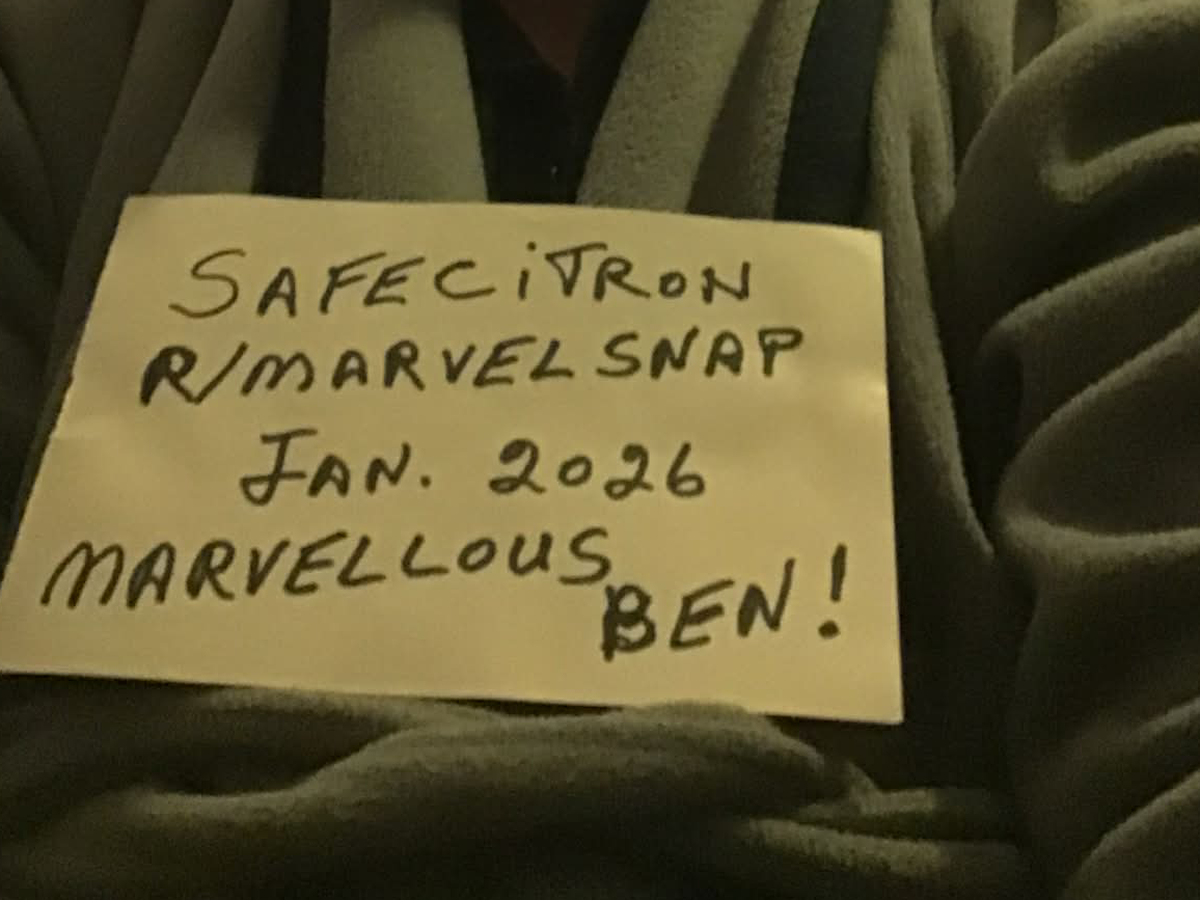 SAFECiTRON
R/MARVELSNAP
JAN. 2026
MARVELLOUS
BEN!